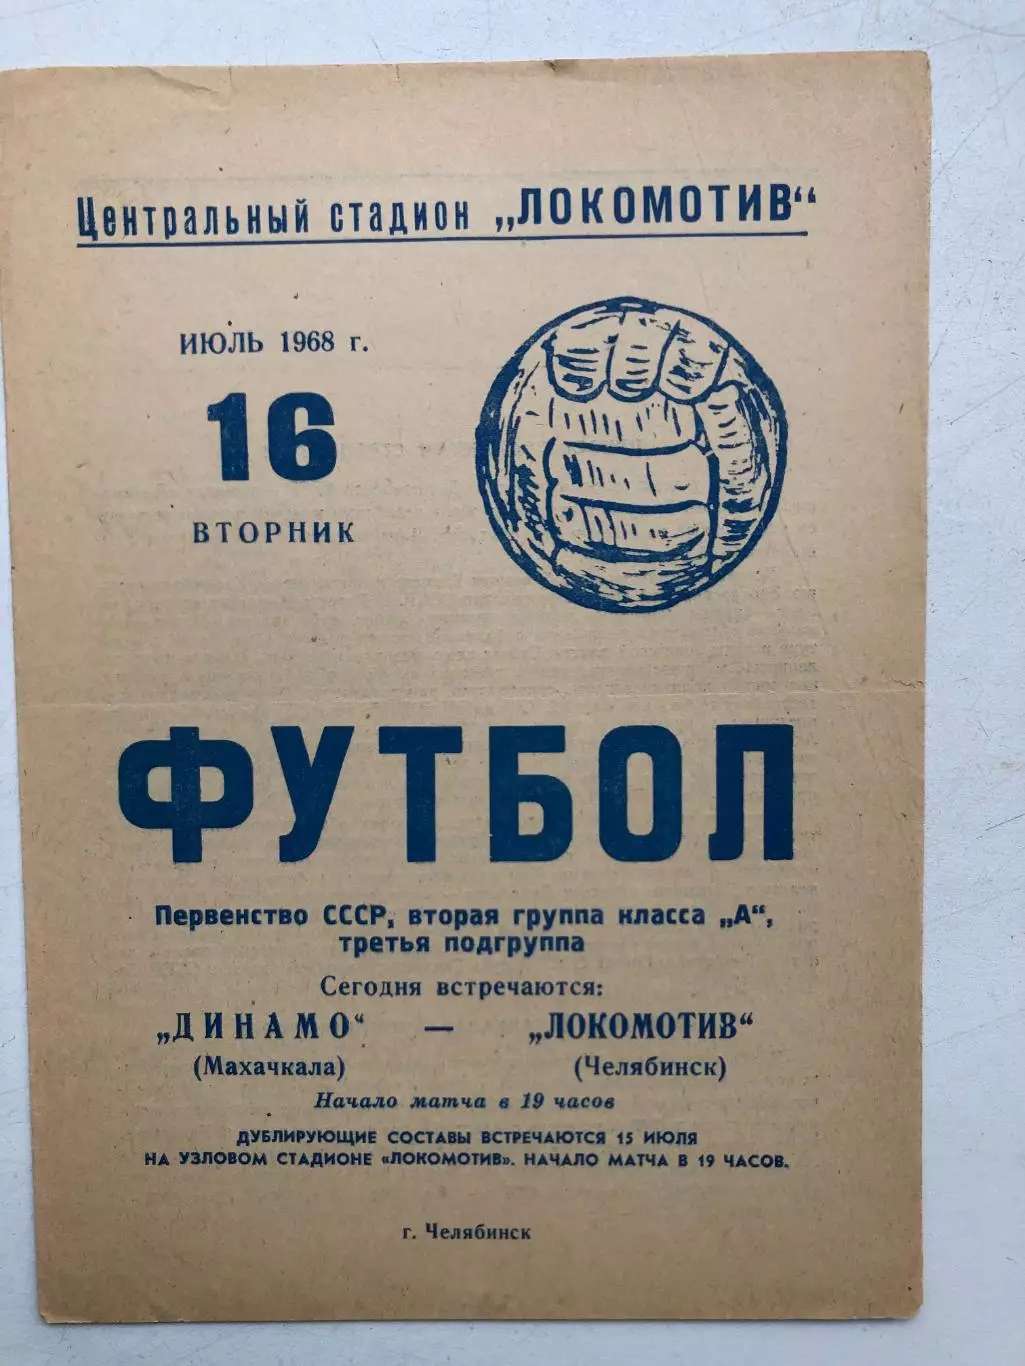 Центральный стадион „ЛОКОМОТИВ“
ИЮЛЬ 1968 г.
16
ВТОРНИК
ФУТБОЛ
Первенство СССР, вторая группа класса „А“,
третья подгруппа
Сегодня встречаются:
„ДИНАМО“ — „ЛОКОМОТИВ“
(Махачкала) (Челябинск)
Начало матча в 19 часов
ДУБЛИРУЮЩИЕ СОСТАВЫ ВСТРЕЧАЮТСЯ 15 ИЮЛЯ
НА УЗЛОВОМ СТАДИОНЕ «ЛОКОМОТИВ». НАЧАЛО МАТЧА В 19 ЧАСОВ.
г. Челябинск